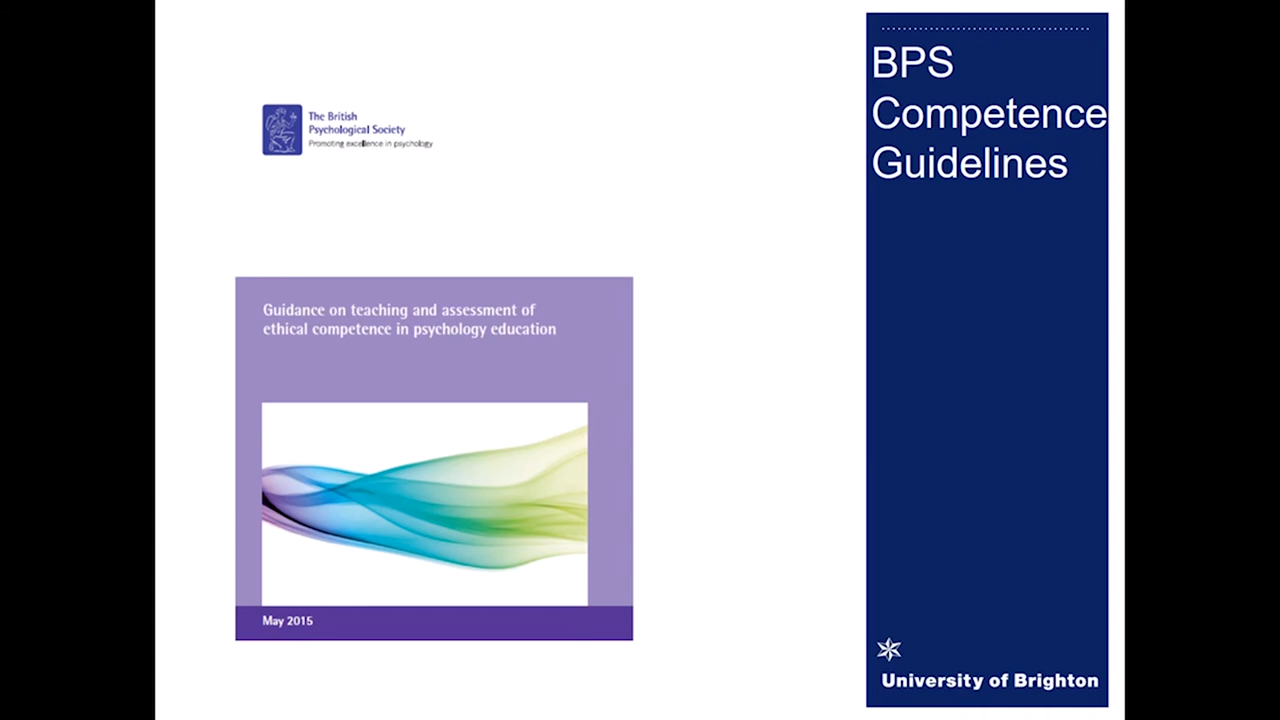 The British
Psychological Society
Promoting excellence in psychology
Guidance on teaching and assessment of
ethical competence in psychology education
May 2015
BPS
Competence
Guidelines
University of Brighton